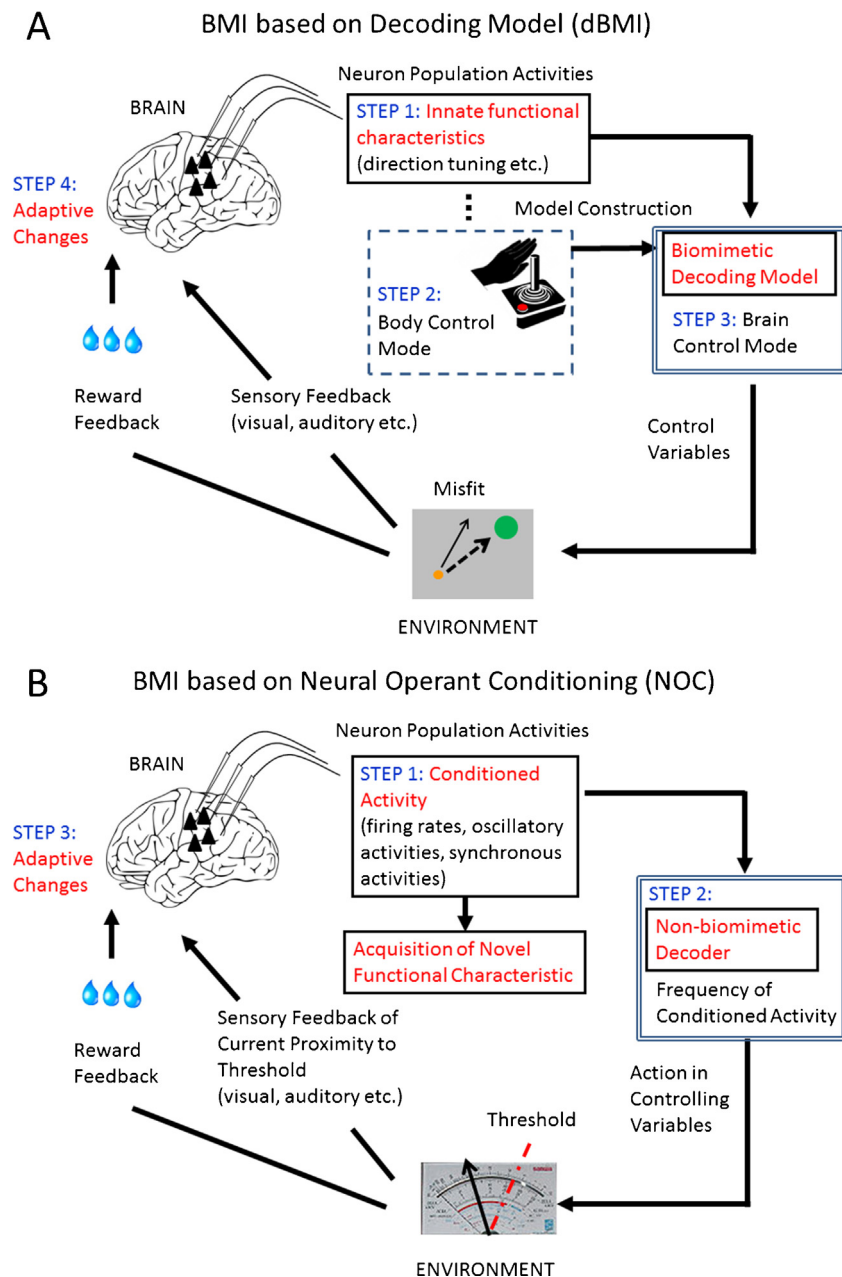 A
BMI based on Decoding Model (dBMI)
Neuron Population Activities
BRAIN
STEP 1: Innate functional
characteristics
(direction tuning etc.)
STEP 4:
Adaptive
Changes
Model Construction
STEP 2:
Body Control
Mode
Biomimetic
Decoding Model
STEP 3: Brain
Control Mode
Reward
Feedback
Sensory Feedback
(visual, auditory etc.)
Control
Variables
Misfit
ENVIRONMENT
B
BMI based on Neural Operant Conditioning (NOC)
Neuron Population Activities
BRAIN
STEP 1: Conditioned
Activity
(firing rates, oscillatory
activities, synchronous
activities)
STEP 3:
Adaptive
Changes
Acquisition of Novel
Functional Characteristic
STEP 2:
Non-biomimetic
Decoder
Frequency of
Conditioned Activity
Reward
Feedback
Sensory Feedback of
Current Proximity to
Threshold
(visual, auditory etc.)
Action in
Controlling
Variables
Threshold
ENVIRONMENT